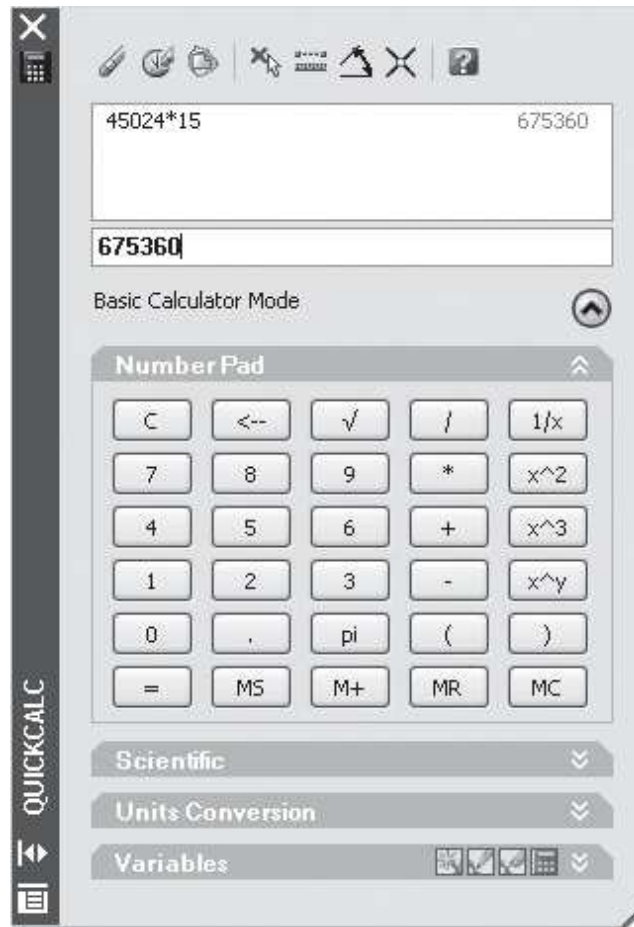 45024*15 675360
675360
Basic Calculator Mode
Number Pad
C <-- √ / 1/x
7 8 9 * x^2
4 5 6 + x^3
1 2 3 - x^y
0 . pi ( )
= MS M+ MR MC
Scientific
Units Conversion
Variables
QUICKCALC